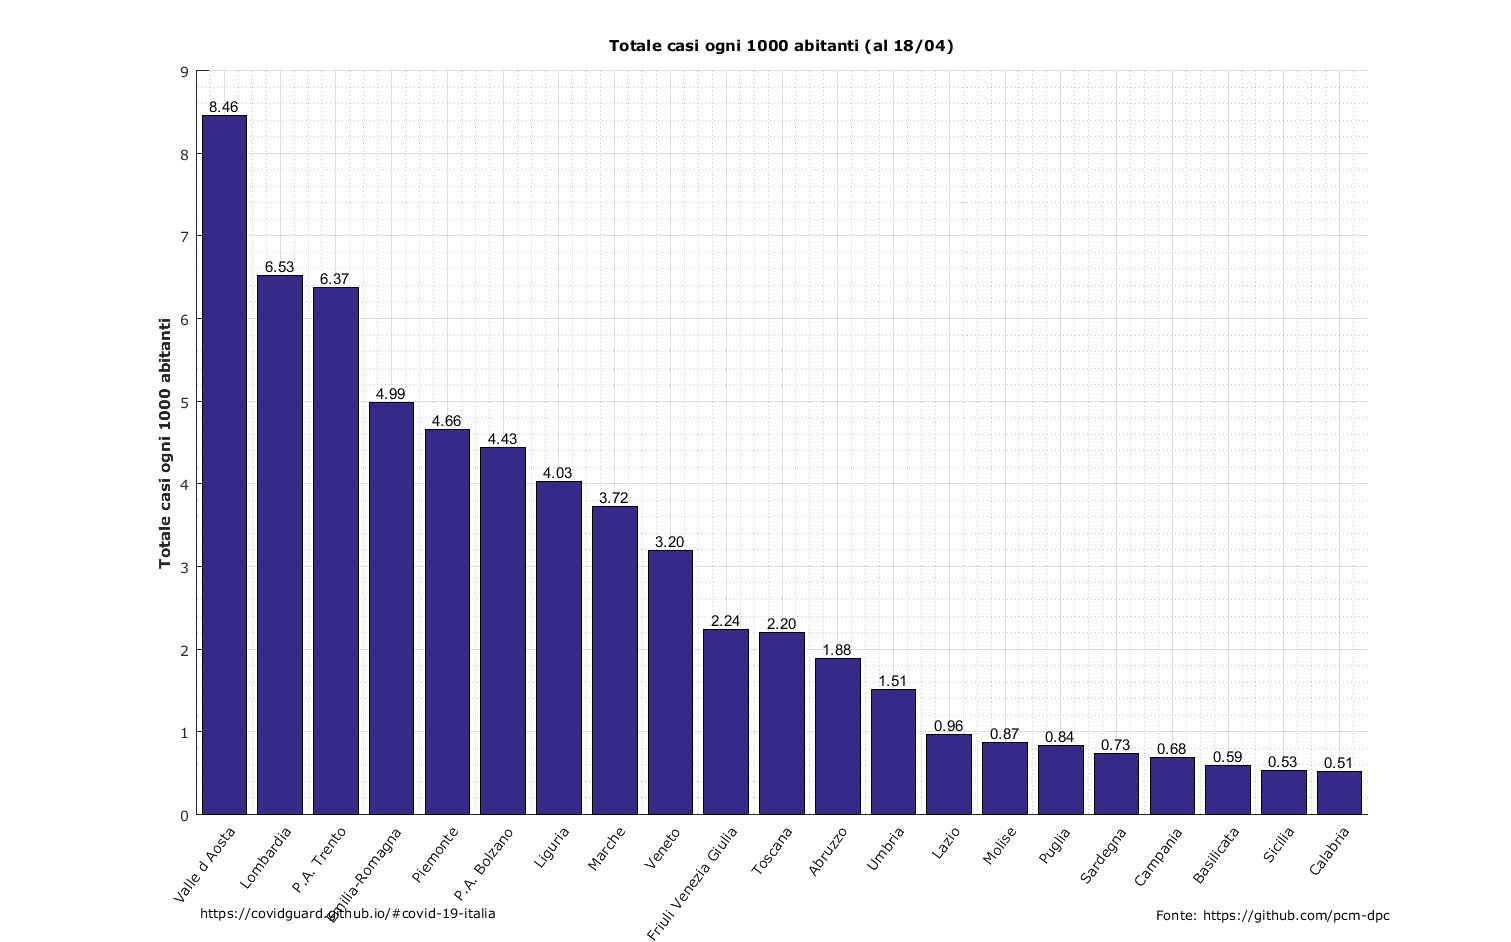 Totale casi ogni 1000 abitanti (al 18/04)
Totale casi ogni 1000 abitanti
9
8
7
6
5
4
3
2
1
0
8.46
6.53
6.37
4.99
4.66
4.43
4.03
3.72
3.20
2.24
2.20
1.88
1.51
0.96
0.87
0.84
0.73
0.68
0.59
0.53
0.51
Valle d Aosta
Lombardia
P.A. Trento
Emilia-Romagna
Piemonte
P.A. Bolzano
Liguria
Marche
Veneto
Friuli Venezia Giulia
Toscana
Abruzzo
Umbria
Lazio
Molise
Puglia
Sardegna
Campania
Basilicata
Sicilia
Calabria
https://covidguard.github.io/#covid-19-italia
Fonte: https://github.com/pcm-dpc